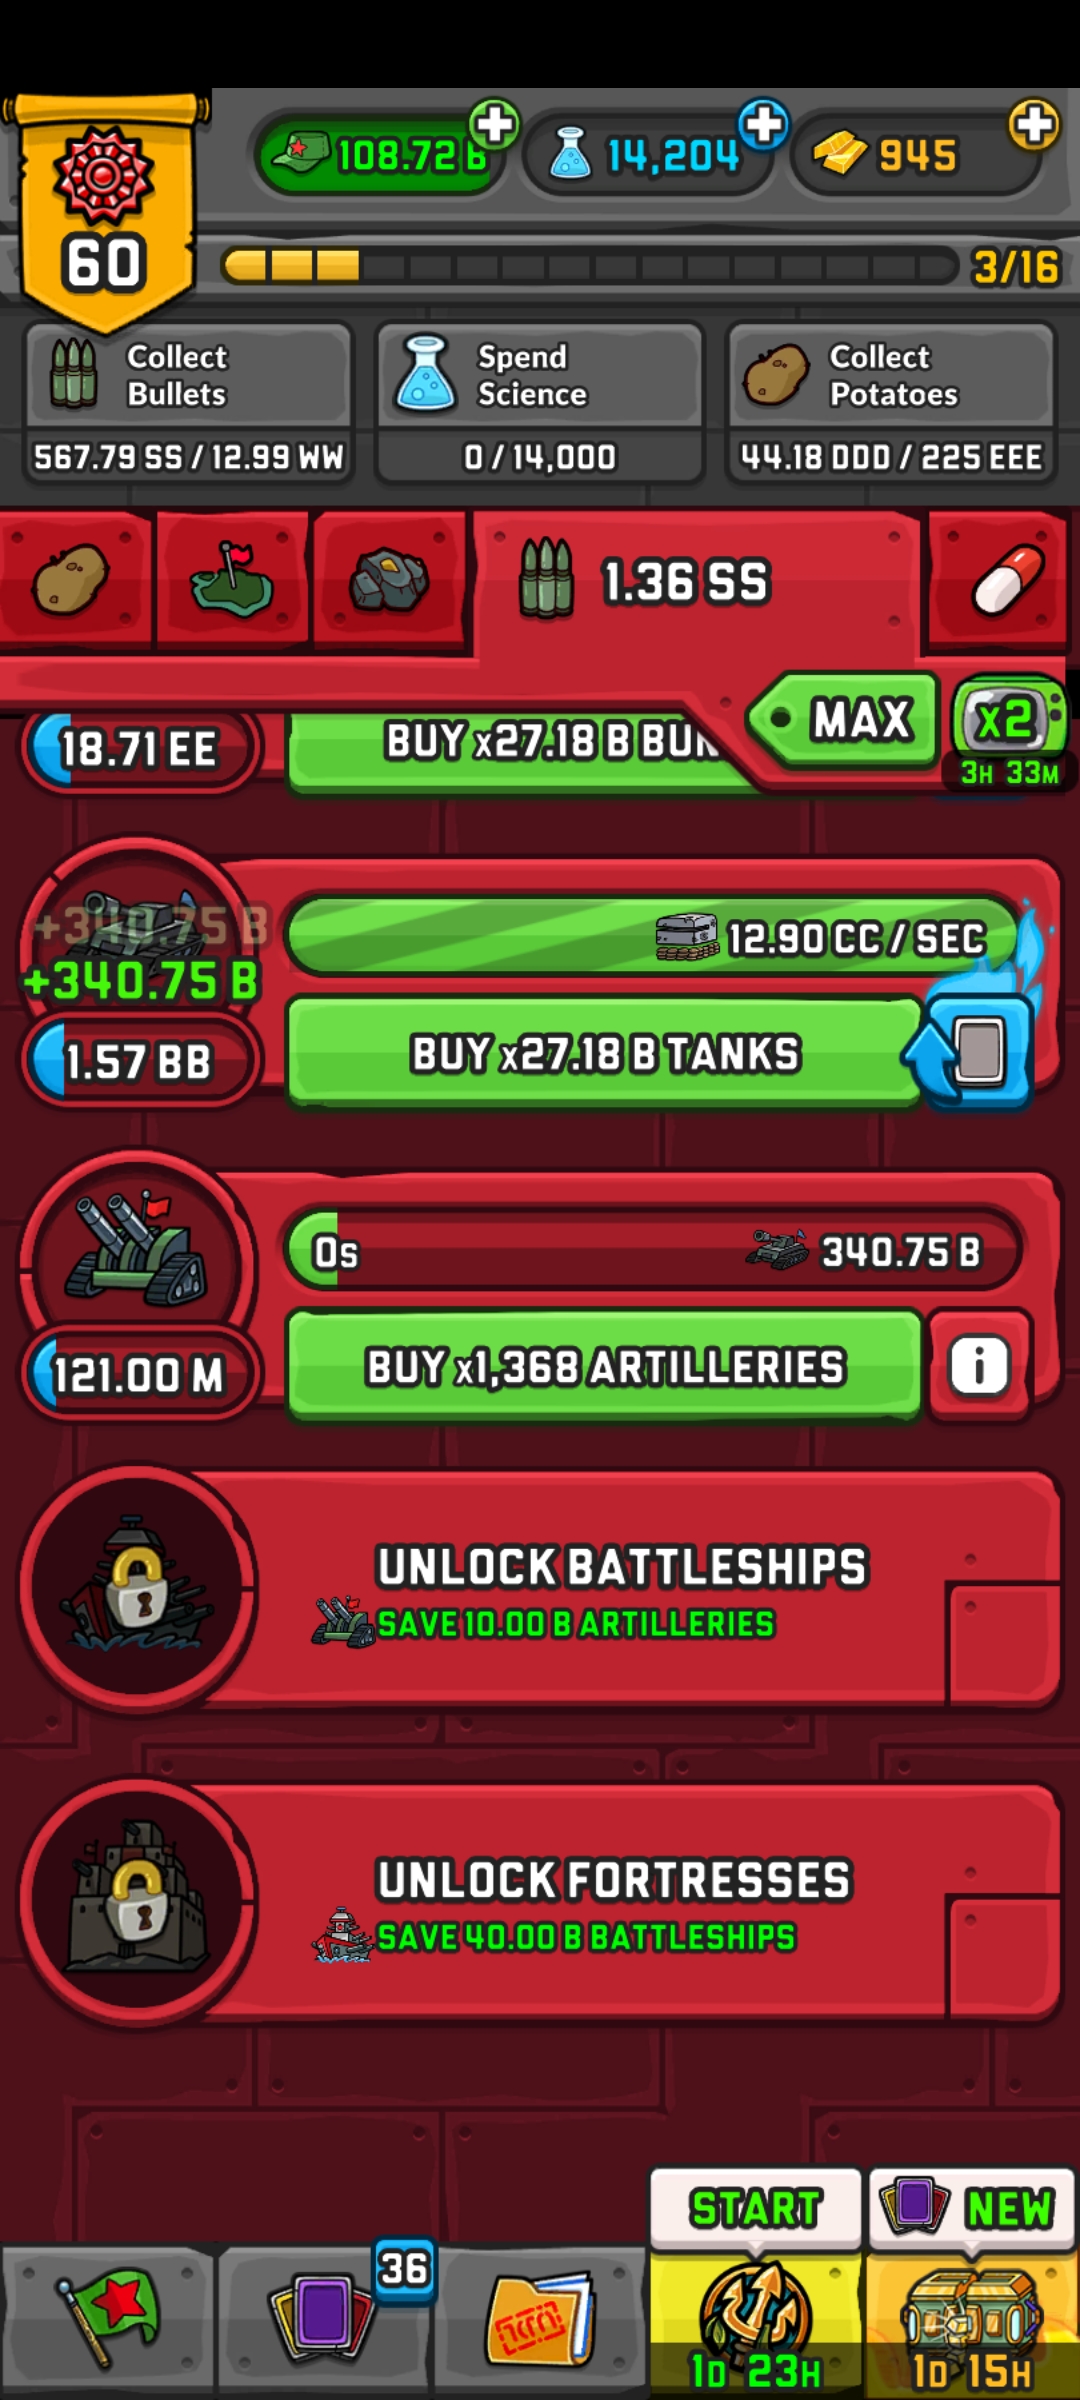 108.72 B
14,204
945
60
3/16
Collect
Bullets
567.79 SS / 12.99 WW
Spend
Science
0 / 14,000
Collect
Potatoes
44.18 DDD / 225 EEE
1.36 SS
MAX
x2
3H 33M
18.71 EE
BUY x27.18 B BUN
+340.75 B
+340.75 B
12.90 CC / SEC
1.57 BB
BUY x27.18 B TANKS
0s
340.75 B
121.00 M
BUY x1,368 ARTILLERIES
i
UNLOCK BATTLESHIPS
SAVE 10.00 B ARTILLERIES
UNLOCK FORTRESSES
SAVE 40.00 B BATTLESHIPS
START
NEW
36
1D 23H
1D 15H